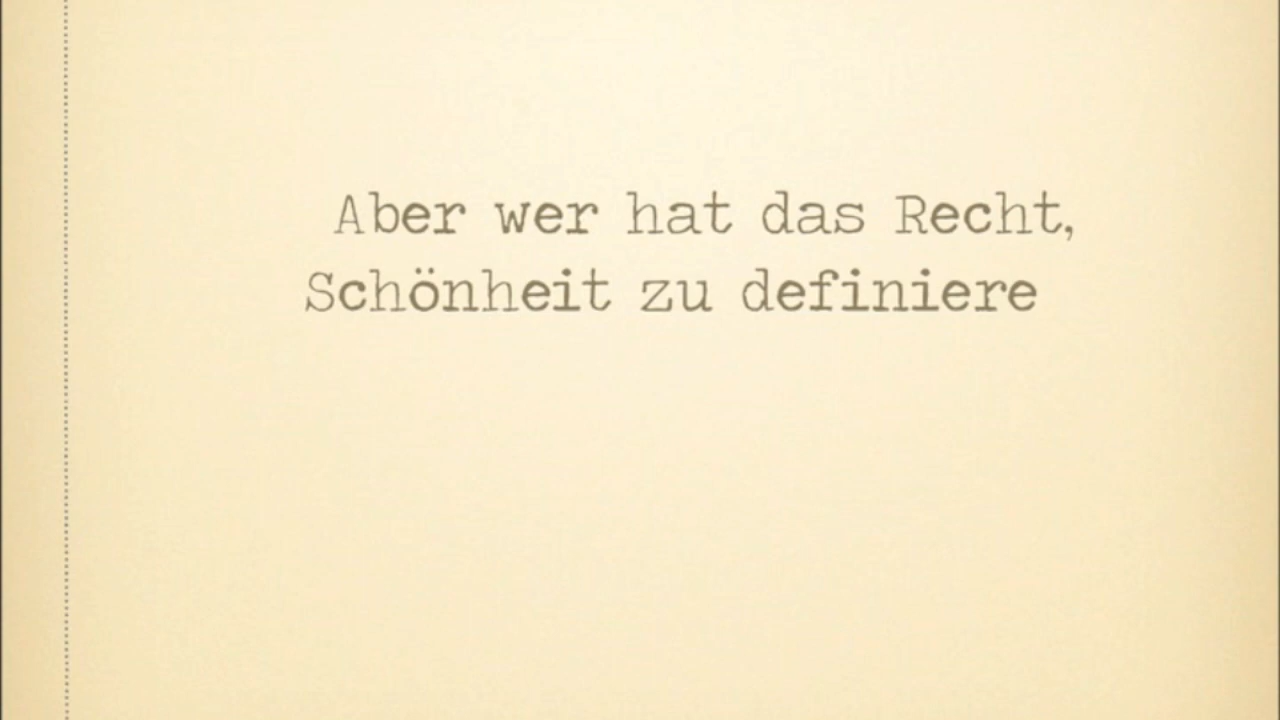 Aber wer hat das Recht,
Schönheit zu definiere